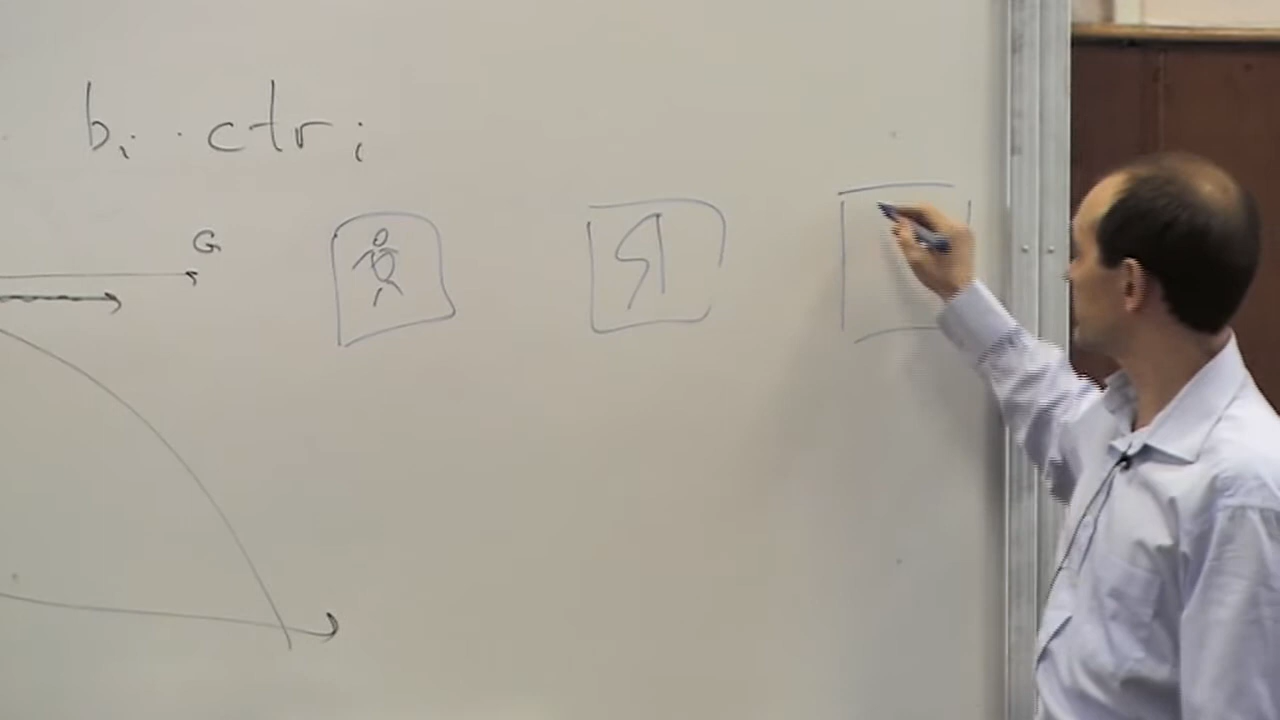 bᵢ · ctrᵢ
G
Я